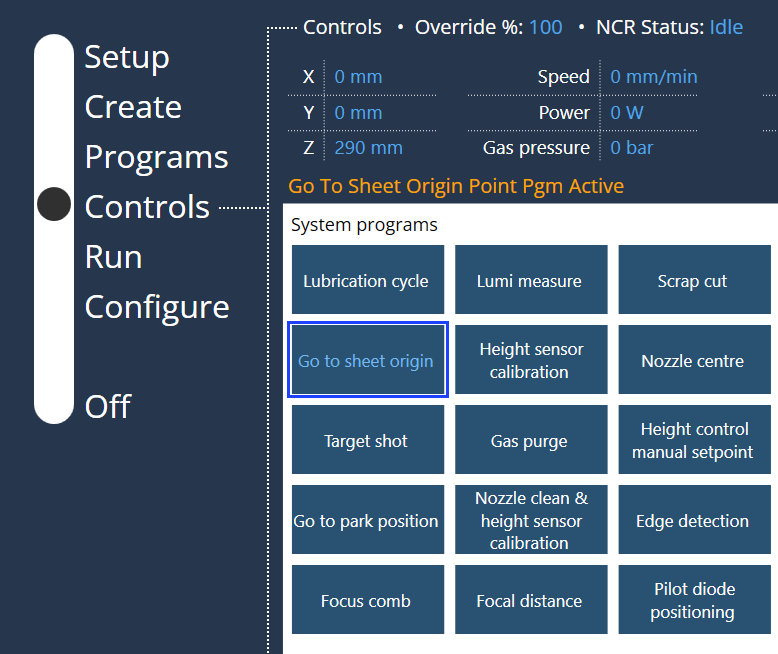 Setup
Create
Programs
Controls
Run
Configure
Off
Controls • Override %: 100 • NCR Status: Idle
X 0 mm Speed 0 mm/min
Y 0 mm Power 0 W
Z 290 mm Gas pressure 0 bar
Go To Sheet Origin Point Pgm Active
System programs
Lubrication cycle
Lumi measure
Scrap cut
Go to sheet origin
Height sensor
calibration
Nozzle centre
Target shot
Gas purge
Height control
manual setpoint
Go to park position
Nozzle clean &
height sensor
calibration
Edge detection
Focus comb
Focal distance
Pilot diode
positioning